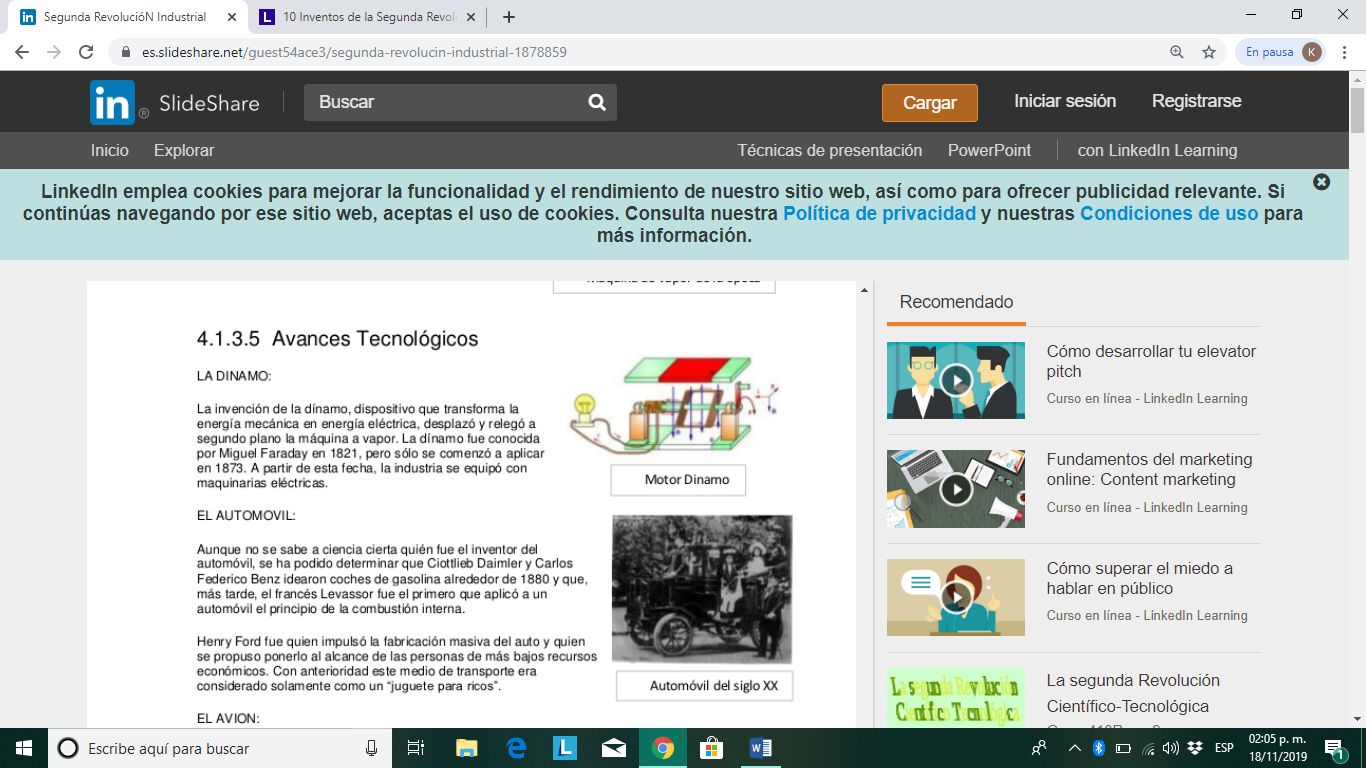 Segunda RevolucióN Industrial
10 Inventos de la Segunda Revolu
es.slideshare.net/guest54ace3/segunda-revolucin-industrial-1878859
En pausa
K
in ® SlideShare
Buscar
Cargar
Iniciar sesión
Registrarse
Inicio
Explorar
Técnicas de presentación
PowerPoint
con LinkedIn Learning
LinkedIn emplea cookies para mejorar la funcionalidad y el rendimiento de nuestro sitio web, así como para ofrecer publicidad relevante. Si
continúas navegando por ese sitio web, aceptas el uso de cookies. Consulta nuestra Política de privacidad y nuestras Condiciones de uso para
más información.
4.1.3.5 Avances Tecnológicos
LA DINAMO:
La invención de la dínamo, dispositivo que transforma la
energía mecánica en energía eléctrica, desplazó y relegó a
segundo plano la máquina a vapor. La dínamo fue conocida
por Miguel Faraday en 1821, pero sólo se comenzó a aplicar
en 1873. A partir de esta fecha, la industria se equipó con
maquinarias eléctricas.
Motor Dinamo
EL AUTOMOVIL:
Aunque no se sabe a ciencia cierta quién fue el inventor del
automóvil, se ha podido determinar que Ciottlieb Daimler y Carlos
Federico Benz idearon coches de gasolina alrededor de 1880 y que,
más tarde, el francés Levassor fue el primero que aplicó a un
automóvil el principio de la combustión interna.
Henry Ford fue quien impulsó la fabricación masiva del auto y quien
se propuso ponerlo al alcance de las personas de más bajos recursos
económicos. Con anterioridad este medio de transporte era
considerado solamente como un “juguete para ricos”.
Automóvil del siglo XX
EL AVION:
Recomendado
Cómo desarrollar tu elevator
pitch
Curso en línea - LinkedIn Learning
Fundamentos del marketing
online: Content marketing
Curso en línea - LinkedIn Learning
Cómo superar el miedo a
hablar en público
Curso en línea - LinkedIn Learning
La segunda Revolución
Científico Tecnológica
La segunda Revolución
Científico-Tecnológica
Escribe aquí para buscar
ESP
02:05 p. m.
18/11/2019
1